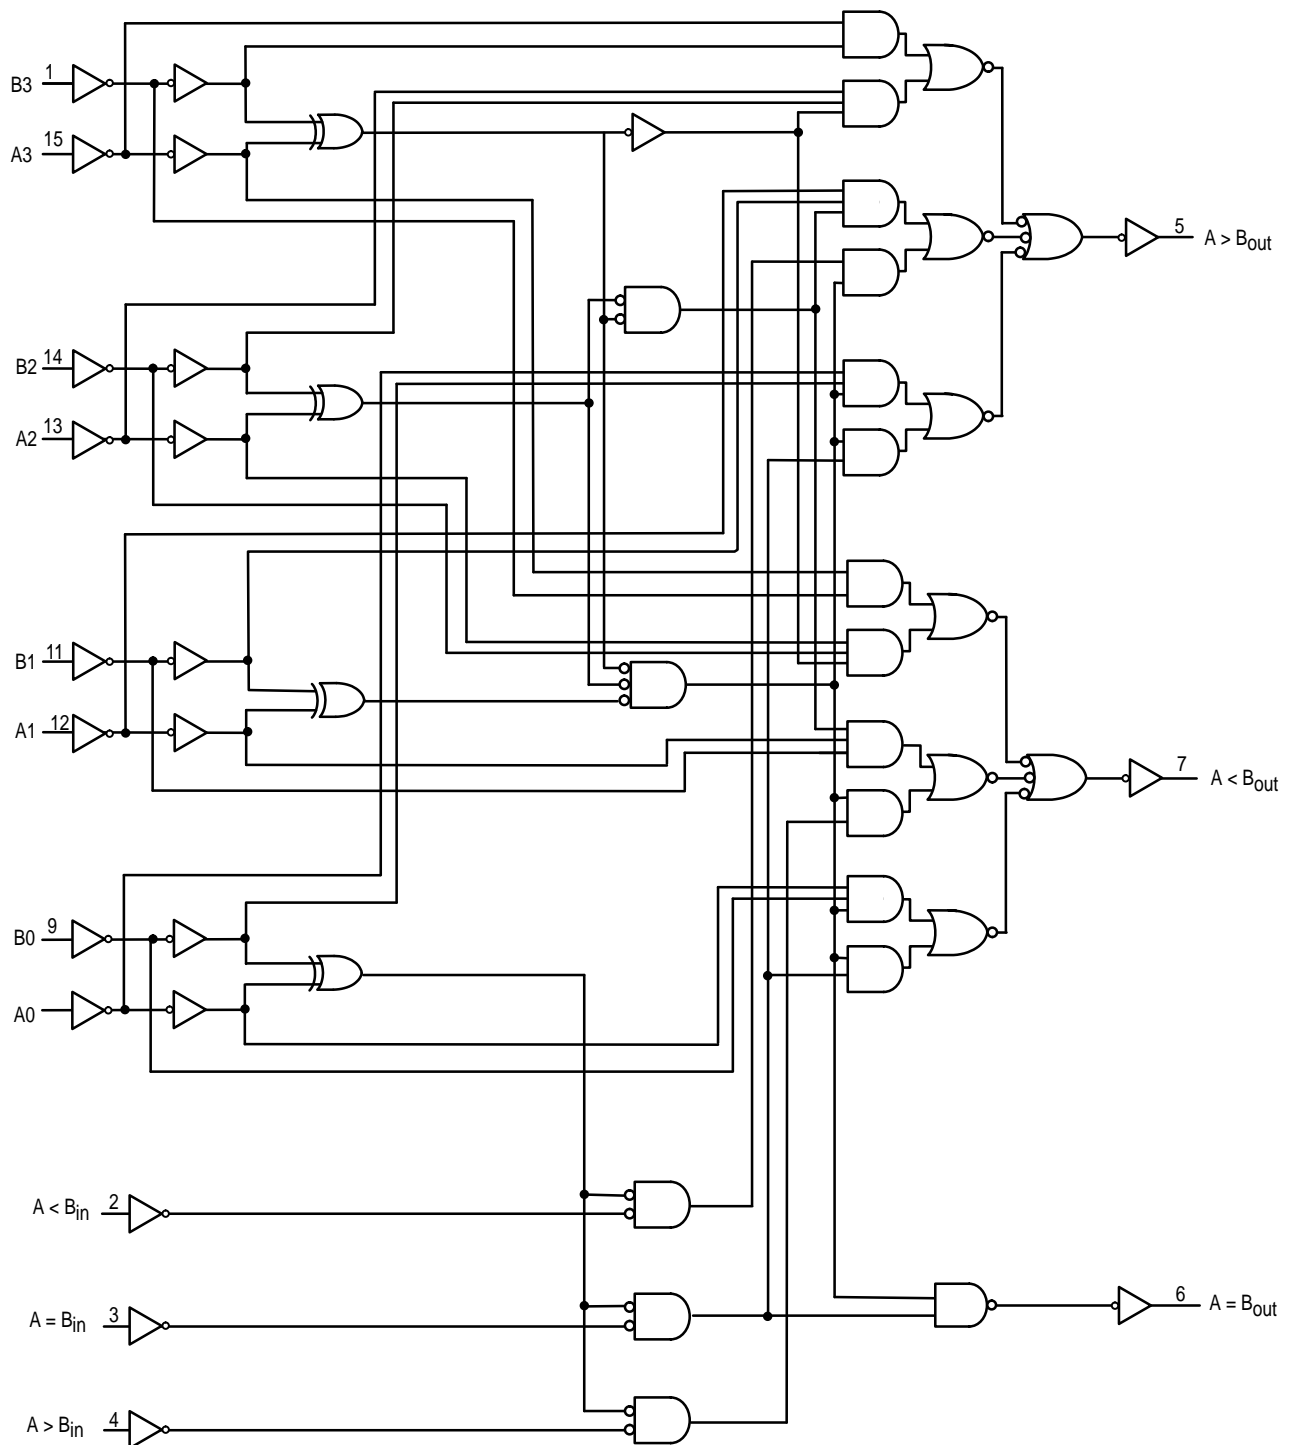 B3 1
A3 15
5 A > Bout
B2 14
A2 13
B1 11
A1 12
7 A < Bout
B0 9
A0
A < Bin 2
A = Bin 3
6 A = Bout
A > Bin 4